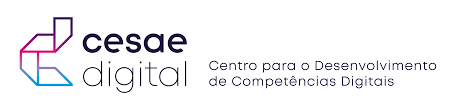 cesae
digital
Centro para o Desenvolvimento
de Competências Digitais